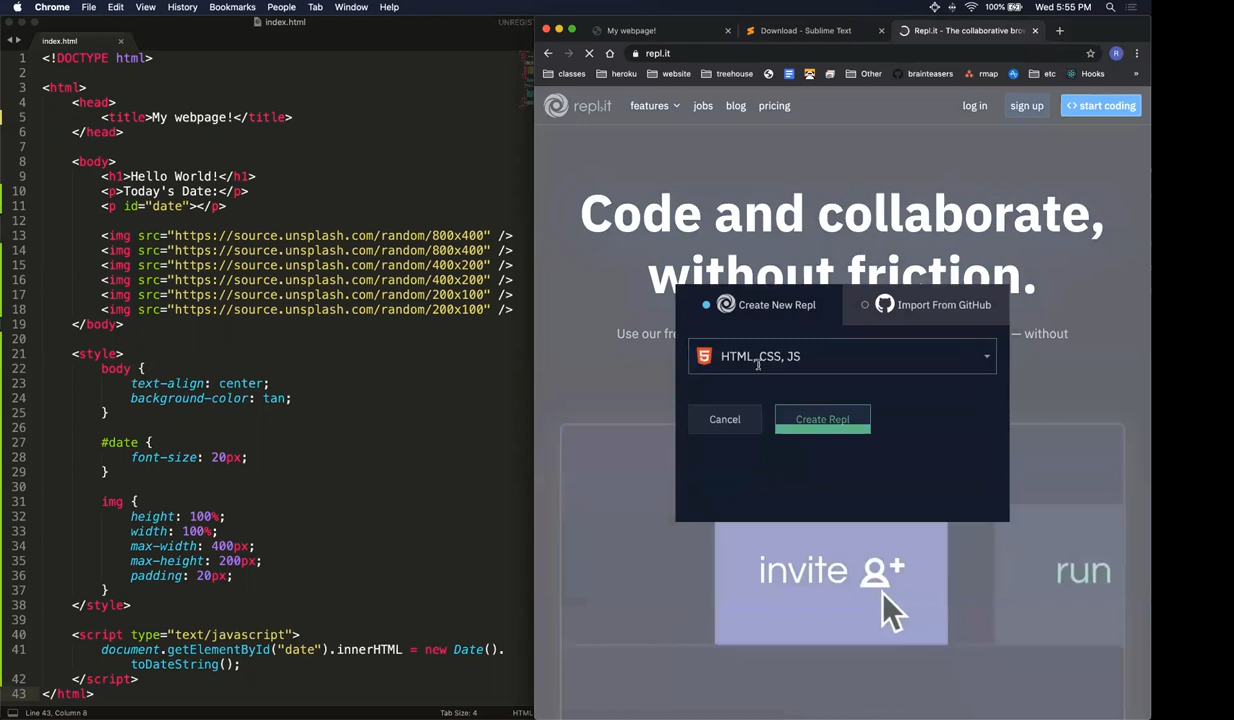 Chrome File Edit View History Bookmarks People Tab Window Help 100% Wed 5:55 PM
index.html UNREGIST
index.html ×
1 <!DOCTYPE html>
2
3 <html>
4 <head>
5 <title>My webpage!</title>
6 </head>
7
8 <body>
9 <h1>Hello World!</h1>
10 <p>Today's Date:</p>
11 <p id="date"></p>
12
13 <img src="https://source.unsplash.com/random/800x400" />
14 <img src="https://source.unsplash.com/random/800x400" />
15 <img src="https://source.unsplash.com/random/400x200" />
16 <img src="https://source.unsplash.com/random/400x200" />
17 <img src="https://source.unsplash.com/random/200x100" />
18 <img src="https://source.unsplash.com/random/200x100" />
19 </body>
20
21 <style>
22 body {
23 text-align: center;
24 background-color: tan;
25 }
26
27 #date {
28 font-size: 20px;
29 }
30
31 img {
32 height: 100%;
33 width: 100%;
34 max-width: 400px;
35 max-height: 200px;
36 padding: 20px;
37 }
38 </style>
39
40 <script type="text/javascript">
41 document.getElementById("date").innerHTML = new Date().
toDateString();
42 </script>
43 </html>
Line 43, Column 8 Tab Size: 4 HTML
My webpage! × Download - Sublime Text × Repl.it - The collaborative bro × +
repl.it R
classes heroku website treehouse Other brainteasers rmap etc Hooks »
repl.it features jobs blog pricing log in sign up <> start coding
Code and collaborate,
without friction.
Use our fre — without
Create New Repl Import From GitHub
HTML, CSS, JS
Cancel Create Repl
invite run